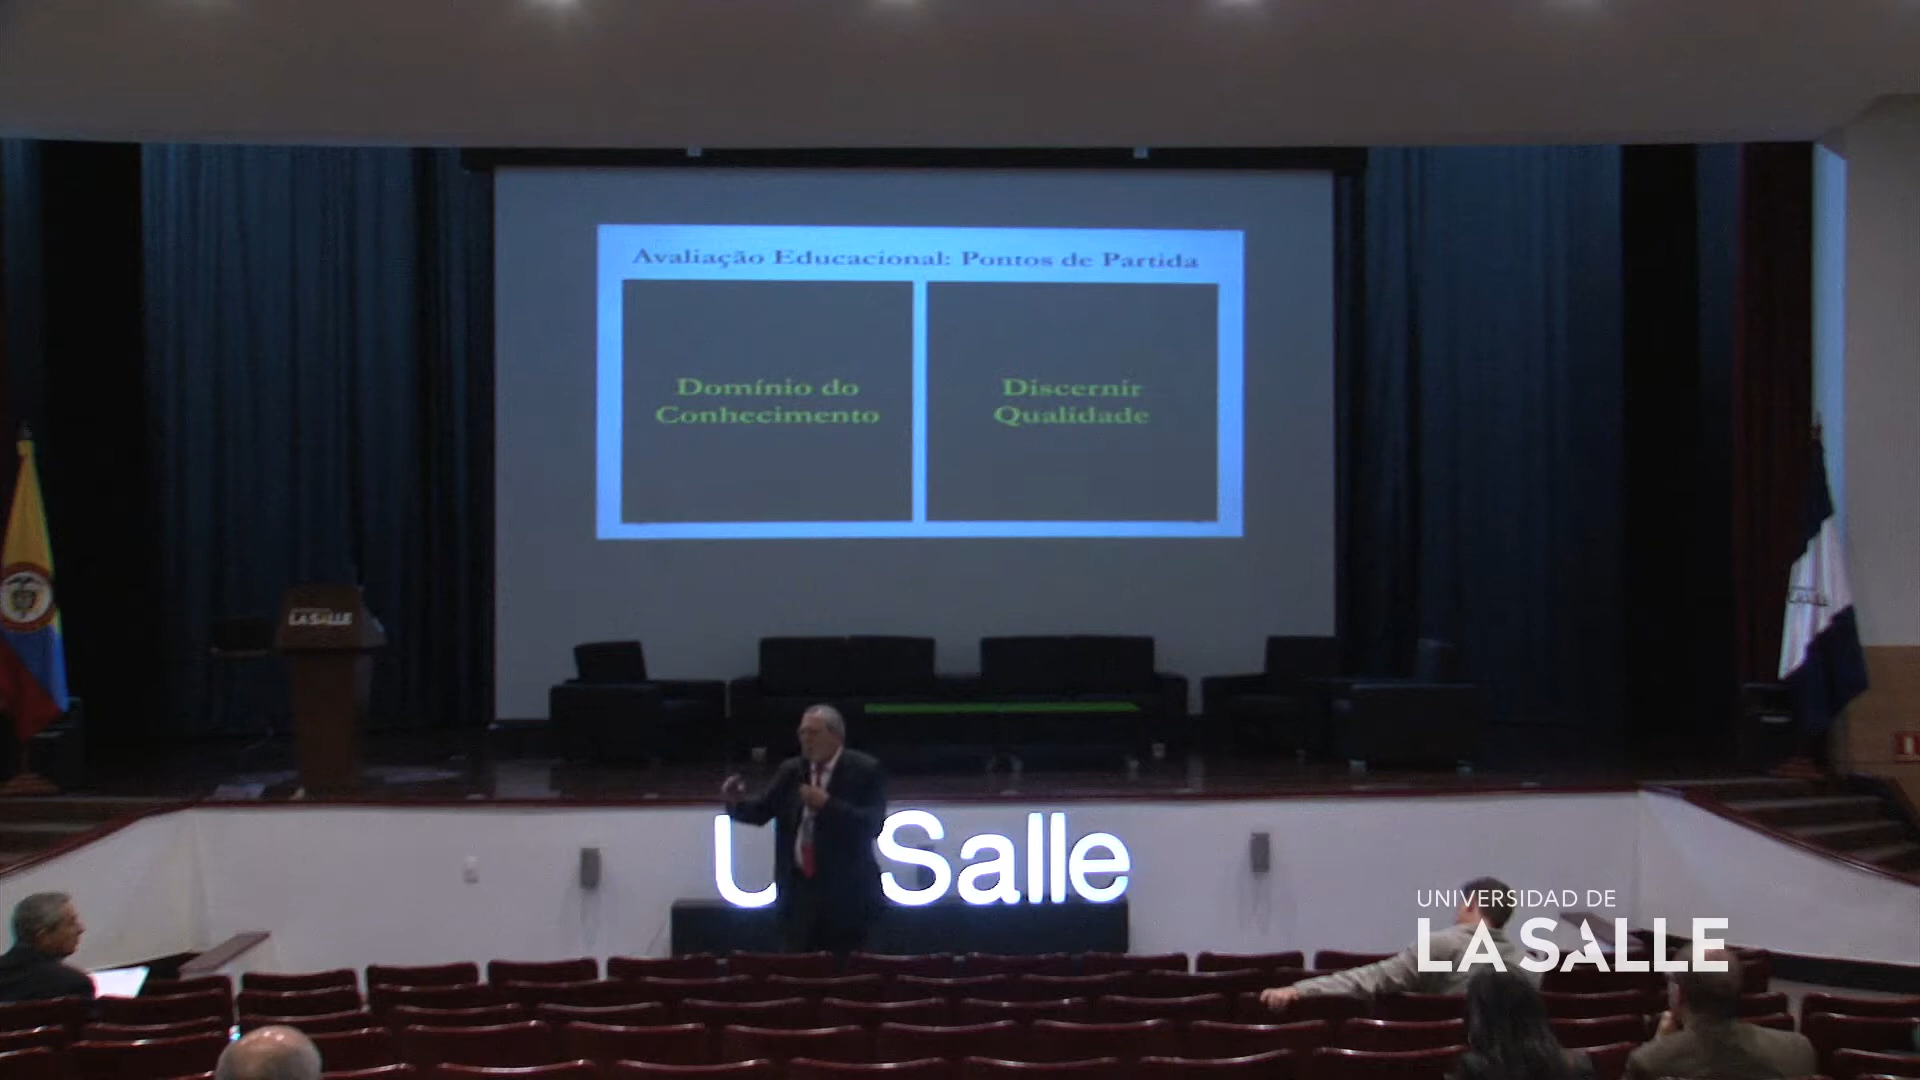 Avaliação Educacional: Pontos de Partida
Domínio do
Conhecimento
Discernir
Qualidade
LA SALLE
U Salle
UNIVERSIDAD DE
LA SALLE